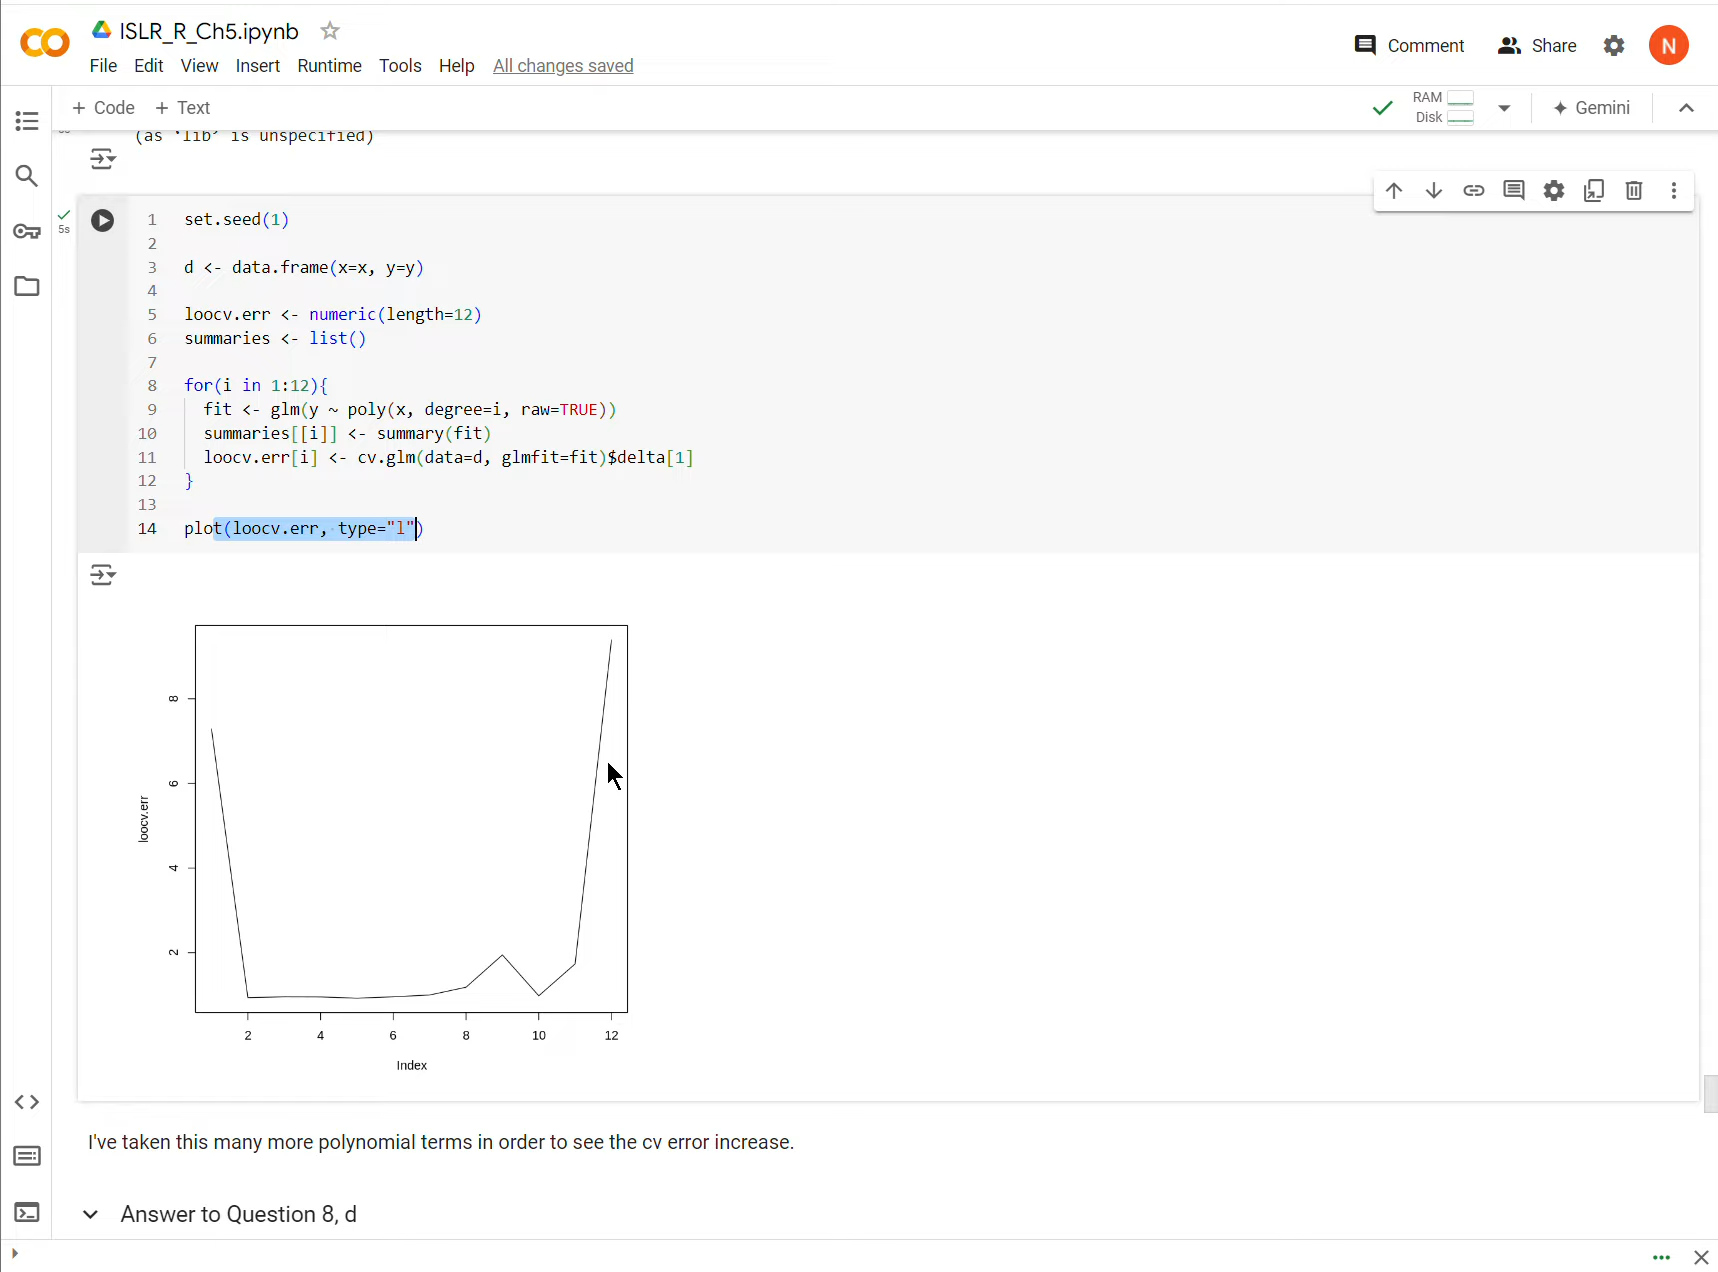 ISLR_R_Ch5.ipynb
Comment
Share
N
File Edit View Insert Runtime Tools Help All changes saved
+ Code + Text
RAM
Disk
Gemini
(as ‘lib’ is unspecified)
5s
1 set.seed(1)
2
3 d <- data.frame(x=x, y=y)
4
5 loocv.err <- numeric(length=12)
6 summaries <- list()
7
8 for(i in 1:12){
9 fit <- glm(y ~ poly(x, degree=i, raw=TRUE))
10 summaries[[i]] <- summary(fit)
11 loocv.err[i] <- cv.glm(data=d, glmfit=fit)$delta[1]
12 }
13
14 plot(loocv.err, type="l")
8
6
4
2
loocv.err
2 4 6 8 10 12
Index
I've taken this many more polynomial terms in order to see the cv error increase.
Answer to Question 8, d